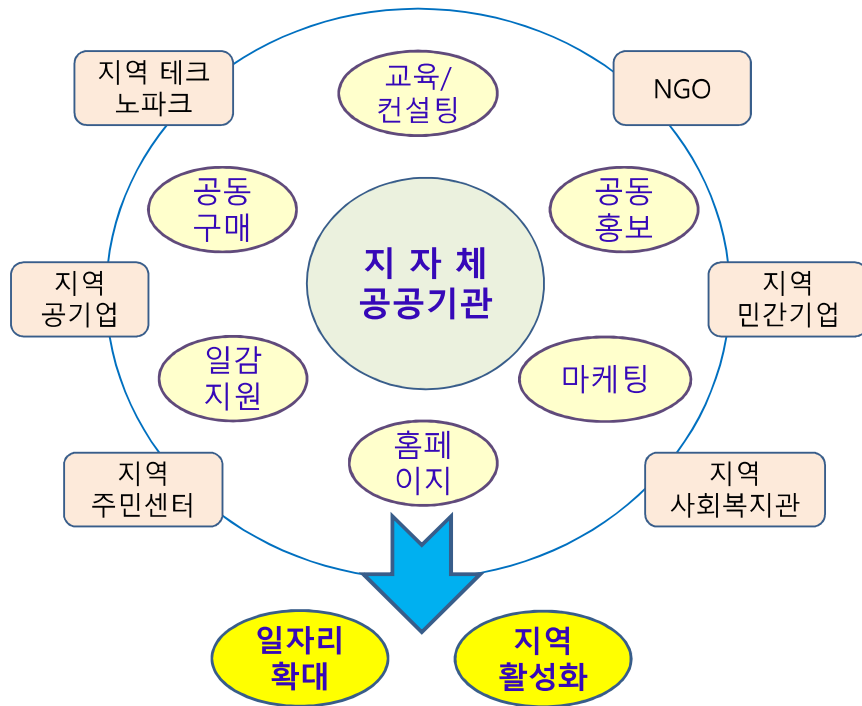 지역 테크
노파크
교육/
컨설팅
NGO
공동
구매
공동
홍보
지 자 체
공공기관
지역
공기업
지역
민간기업
일감
지원
마케팅
홈페
이지
지역
주민센터
지역
사회복지관
일자리
확대
지역
활성화